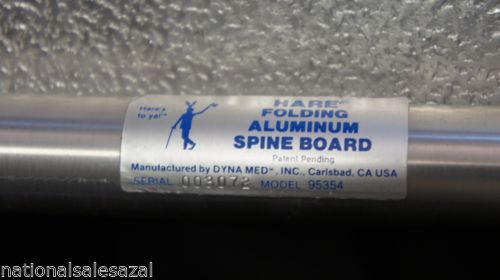 Here's
to ya!™
HARE®
FOLDING
ALUMINUM
SPINE BOARD
Patent Pending
Manufactured by DYNA MED®, INC., Carlsbad, CA USA
SERIAL 003072 MODEL 95354
nationalsalesazal